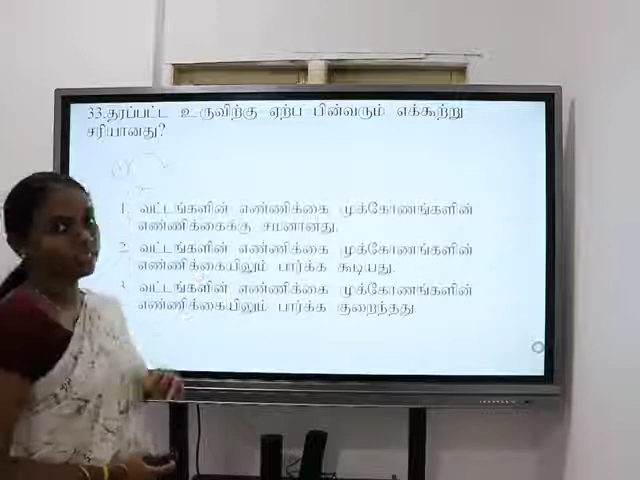 33.தரப்பட்ட உருவிற்கு ஏற்ப பின்வரும் எக்கூற்று
சரியானது?
1. வட்டங்களின் எண்ணிக்கை முக்கோணங்களின்
எண்ணிக்கைக்கு சமனானது.
2. வட்டங்களின் எண்ணிக்கை முக்கோணங்களின்
எண்ணிக்கையிலும் பார்க்க கூடியது.
3. வட்டங்களின் எண்ணிக்கை முக்கோணங்களின்
எண்ணிக்கையிலும் பார்க்க குறைந்தது.